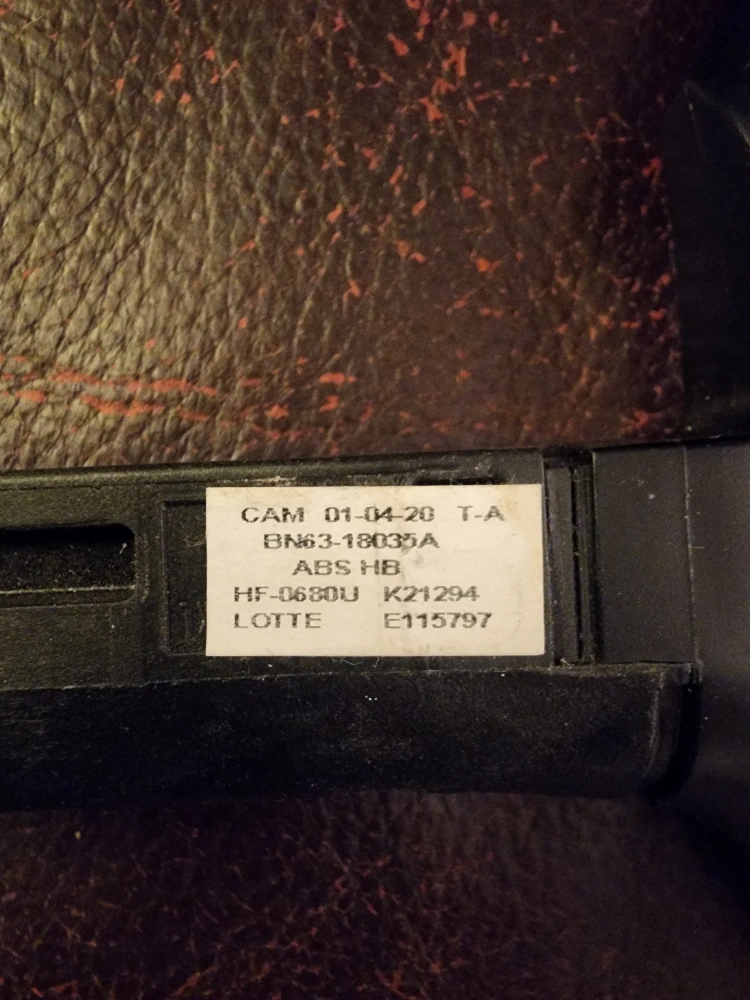 CAM 01-04-20 T-A
BN63-18035A
ABS HB
HF-0680U K21294
LOTTE E115797